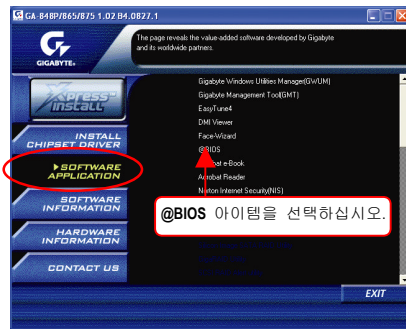 GA-848P/865/875 1.02 B4.0827.1
The page reveals the value-added software developed by Gigabyte
and its worldwide partners.
GIGABYTE
Xpress
Install
INSTALL
CHIPSET DRIVER
SOFTWARE
APPLICATION
SOFTWARE
INFORMATION
HARDWARE
INFORMATION
CONTACT US
Gigabyte Windows Utilities Manager(GWUM)
Gigabyte Management Tool(GMT)
EasyTune4
DMI Viewer
Face-Wizard
@BIOS
bat e-Book
Acrobat Reader
Norton Internet Security(NIS)
@BIOS 아이템을 선택하십시오.
EXIT